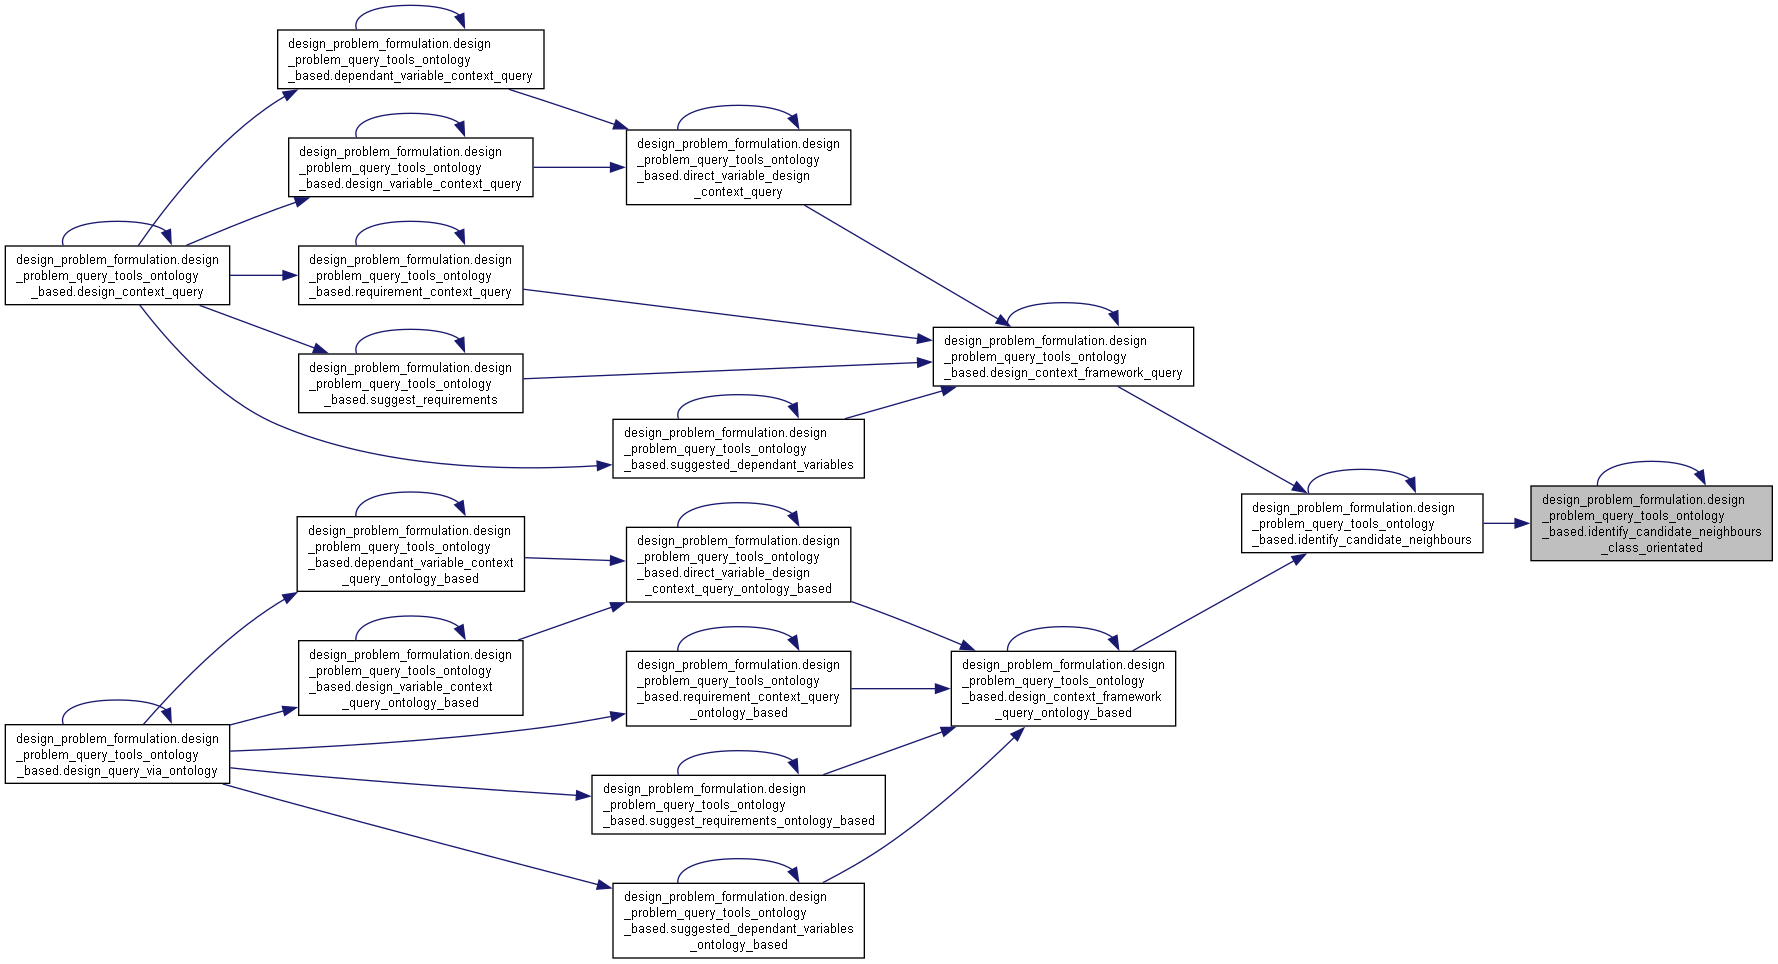 design_problem_formulation.design
_problem_query_tools_ontology
_based.dependant_variable_context_query
design_problem_formulation.design
_problem_query_tools_ontology
_based.design_variable_context_query
design_problem_formulation.design
_problem_query_tools_ontology
_based.direct_variable_design
_context_query
design_problem_formulation.design
_problem_query_tools_ontology
_based.design_context_query
design_problem_formulation.design
_problem_query_tools_ontology
_based.requirement_context_query
design_problem_formulation.design
_problem_query_tools_ontology
_based.suggest_requirements
design_problem_formulation.design
_problem_query_tools_ontology
_based.design_context_framework_query
design_problem_formulation.design
_problem_query_tools_ontology
_based.suggested_dependant_variables
design_problem_formulation.design
_problem_query_tools_ontology
_based.identify_candidate_neighbours
design_problem_formulation.design
_problem_query_tools_ontology
_based.identify_candidate_neighbours
_class_orientated
design_problem_formulation.design
_problem_query_tools_ontology
_based.dependant_variable_context
_query_ontology_based
design_problem_formulation.design
_problem_query_tools_ontology
_based.direct_variable_design
_context_query_ontology_based
design_problem_formulation.design
_problem_query_tools_ontology
_based.design_variable_context
_query_ontology_based
design_problem_formulation.design
_problem_query_tools_ontology
_based.requirement_context_query
_ontology_based
design_problem_formulation.design
_problem_query_tools_ontology
_based.design_context_framework
_query_ontology_based
design_problem_formulation.design
_problem_query_tools_ontology
_based.design_query_via_ontology
design_problem_formulation.design
_problem_query_tools_ontology
_based.suggest_requirements_ontology_based
design_problem_formulation.design
_problem_query_tools_ontology
_based.suggested_dependant_variables
_ontology_based